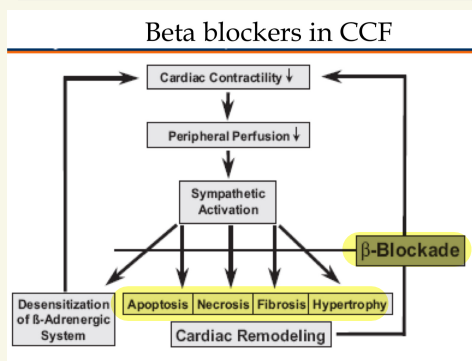 Beta blockers in CCF
Cardiac Contractility ↓
Peripheral Perfusion ↓
Sympathetic
Activation
β-Blockade
Desensitization
of ß-Adrenergic
System
Apoptosis Necrosis Fibrosis Hypertrophy
Cardiac Remodeling